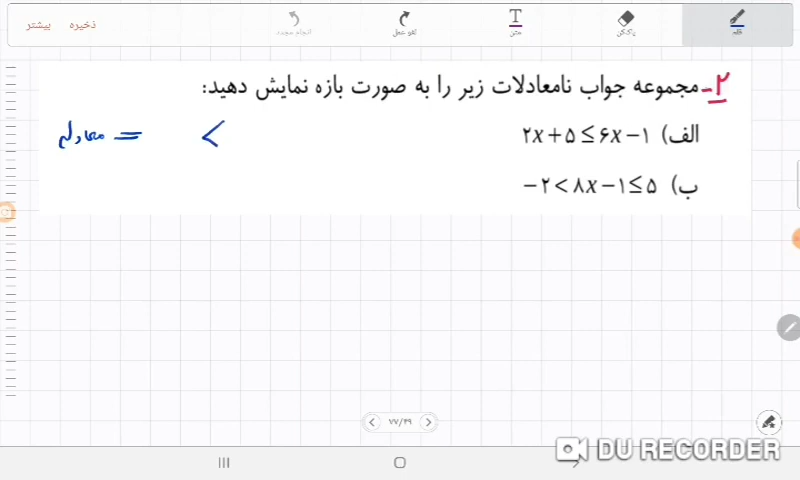 ذخیره بیشتر
انجام مجدد لغو عمل متن پاک‌کن قلم
۲- مجموعه جواب نامعادلات زیر را به صورت بازه نمایش دهید:
الف) ۲x+۵≤۶x-۱
< = معادله
ب) -۲<۸x-۱≤۵
۷۷/۴۹
DU RECORDER